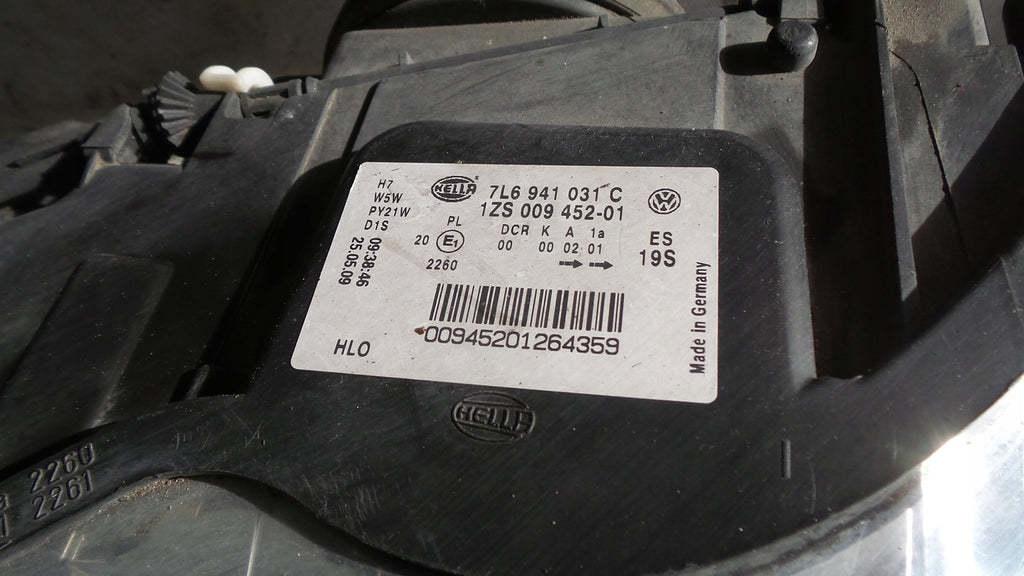 H7
W5W
PY21W
D1S
09:38:46
25.05.09
HELLA
7L6 941 031 C
1ZS 009 452-01
PL
DCR K A 1a
20 E1 00 00 02 01
2260
ES
19S
Made in Germany
00945201264359
HLO
HELLA
2260
2261